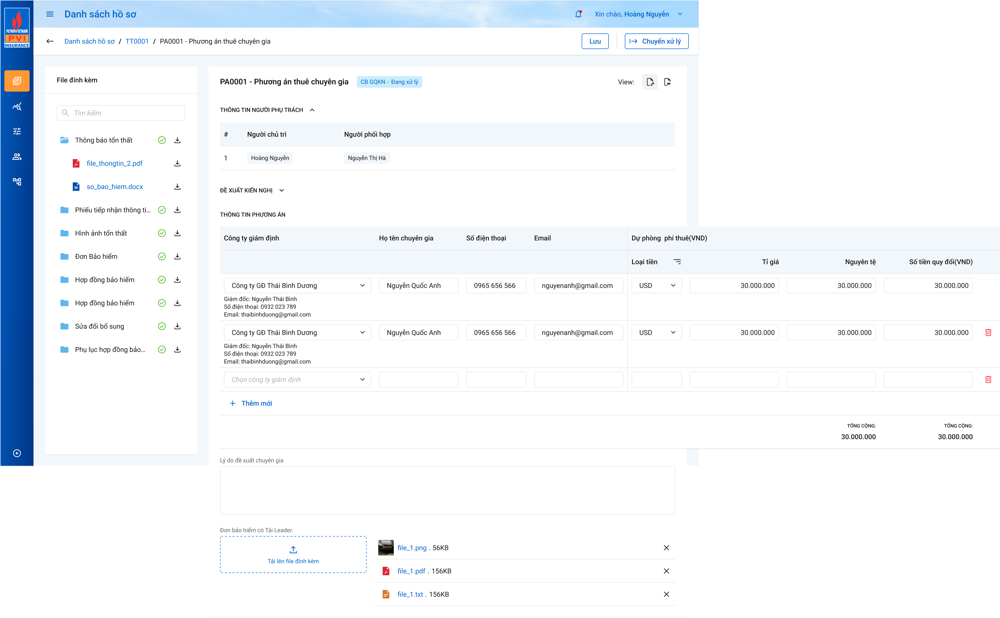 PETROVIETNAM
PVI
INSURANCE
Danh sách hồ sơ
Xin chào, Hoàng Nguyễn
Danh sách hồ sơ / TT0001 / PA0001 - Phương án thuê chuyên gia
Lưu
Chuyển xử lý
File đính kèm
Tìm kiếm
Thông báo tổn thất
file_thongtin_2.pdf
so_bao_hiem.docx
Phiếu tiếp nhận thông ti...
Hình ảnh tổn thất
Đơn Bảo hiểm
Hợp đồng bảo hiểm
Hợp đồng bảo hiểm
Sửa đổi bổ sung
Phụ lục hợp đồng bảo...
PA0001 - Phương án thuê chuyên gia
CB GQKN - Đang xử lý
View:
THÔNG TIN NGƯỜI PHỤ TRÁCH
# Người chủ trì Người phối hợp
1 Hoàng Nguyễn Nguyễn Thị Hà
ĐỀ XUẤT KIẾN NGHỊ
THÔNG TIN PHƯƠNG ÁN
Công ty giám định Họ tên chuyên gia Số điện thoại Email Dự phòng phí thuê(VND)
Loại tiền Tỉ giá Nguyên tệ Số tiền quy đổi(VND)
Công ty GĐ Thái Bình Dương Nguyễn Quốc Anh 0965 656 566 nguyenanh@gmail.com USD 30.000.000 30.000.000 30.000.000
Giám đốc: Nguyễn Thái Bình
Số điện thoại: 0932 023 789
Email: thaibinhduong@gmail.com
Công ty GĐ Thái Bình Dương Nguyễn Quốc Anh 0965 656 566 nguyenanh@gmail.com USD 30.000.000 30.000.000 30.000.000
Giám đốc: Nguyễn Thái Bình
Số điện thoại: 0932 023 789
Email: thaibinhduong@gmail.com
Chọn công ty giám định
Thêm mới
TỔNG CỘNG: TỔNG CỘNG:
30.000.000 30.000.000
Lý do đề xuất chuyên gia
Đơn bảo hiểm có Tái Leader.
Tải lên file đính kèm
file_1.png . 56KB
file_1.pdf . 156KB
file_1.txt . 156KB